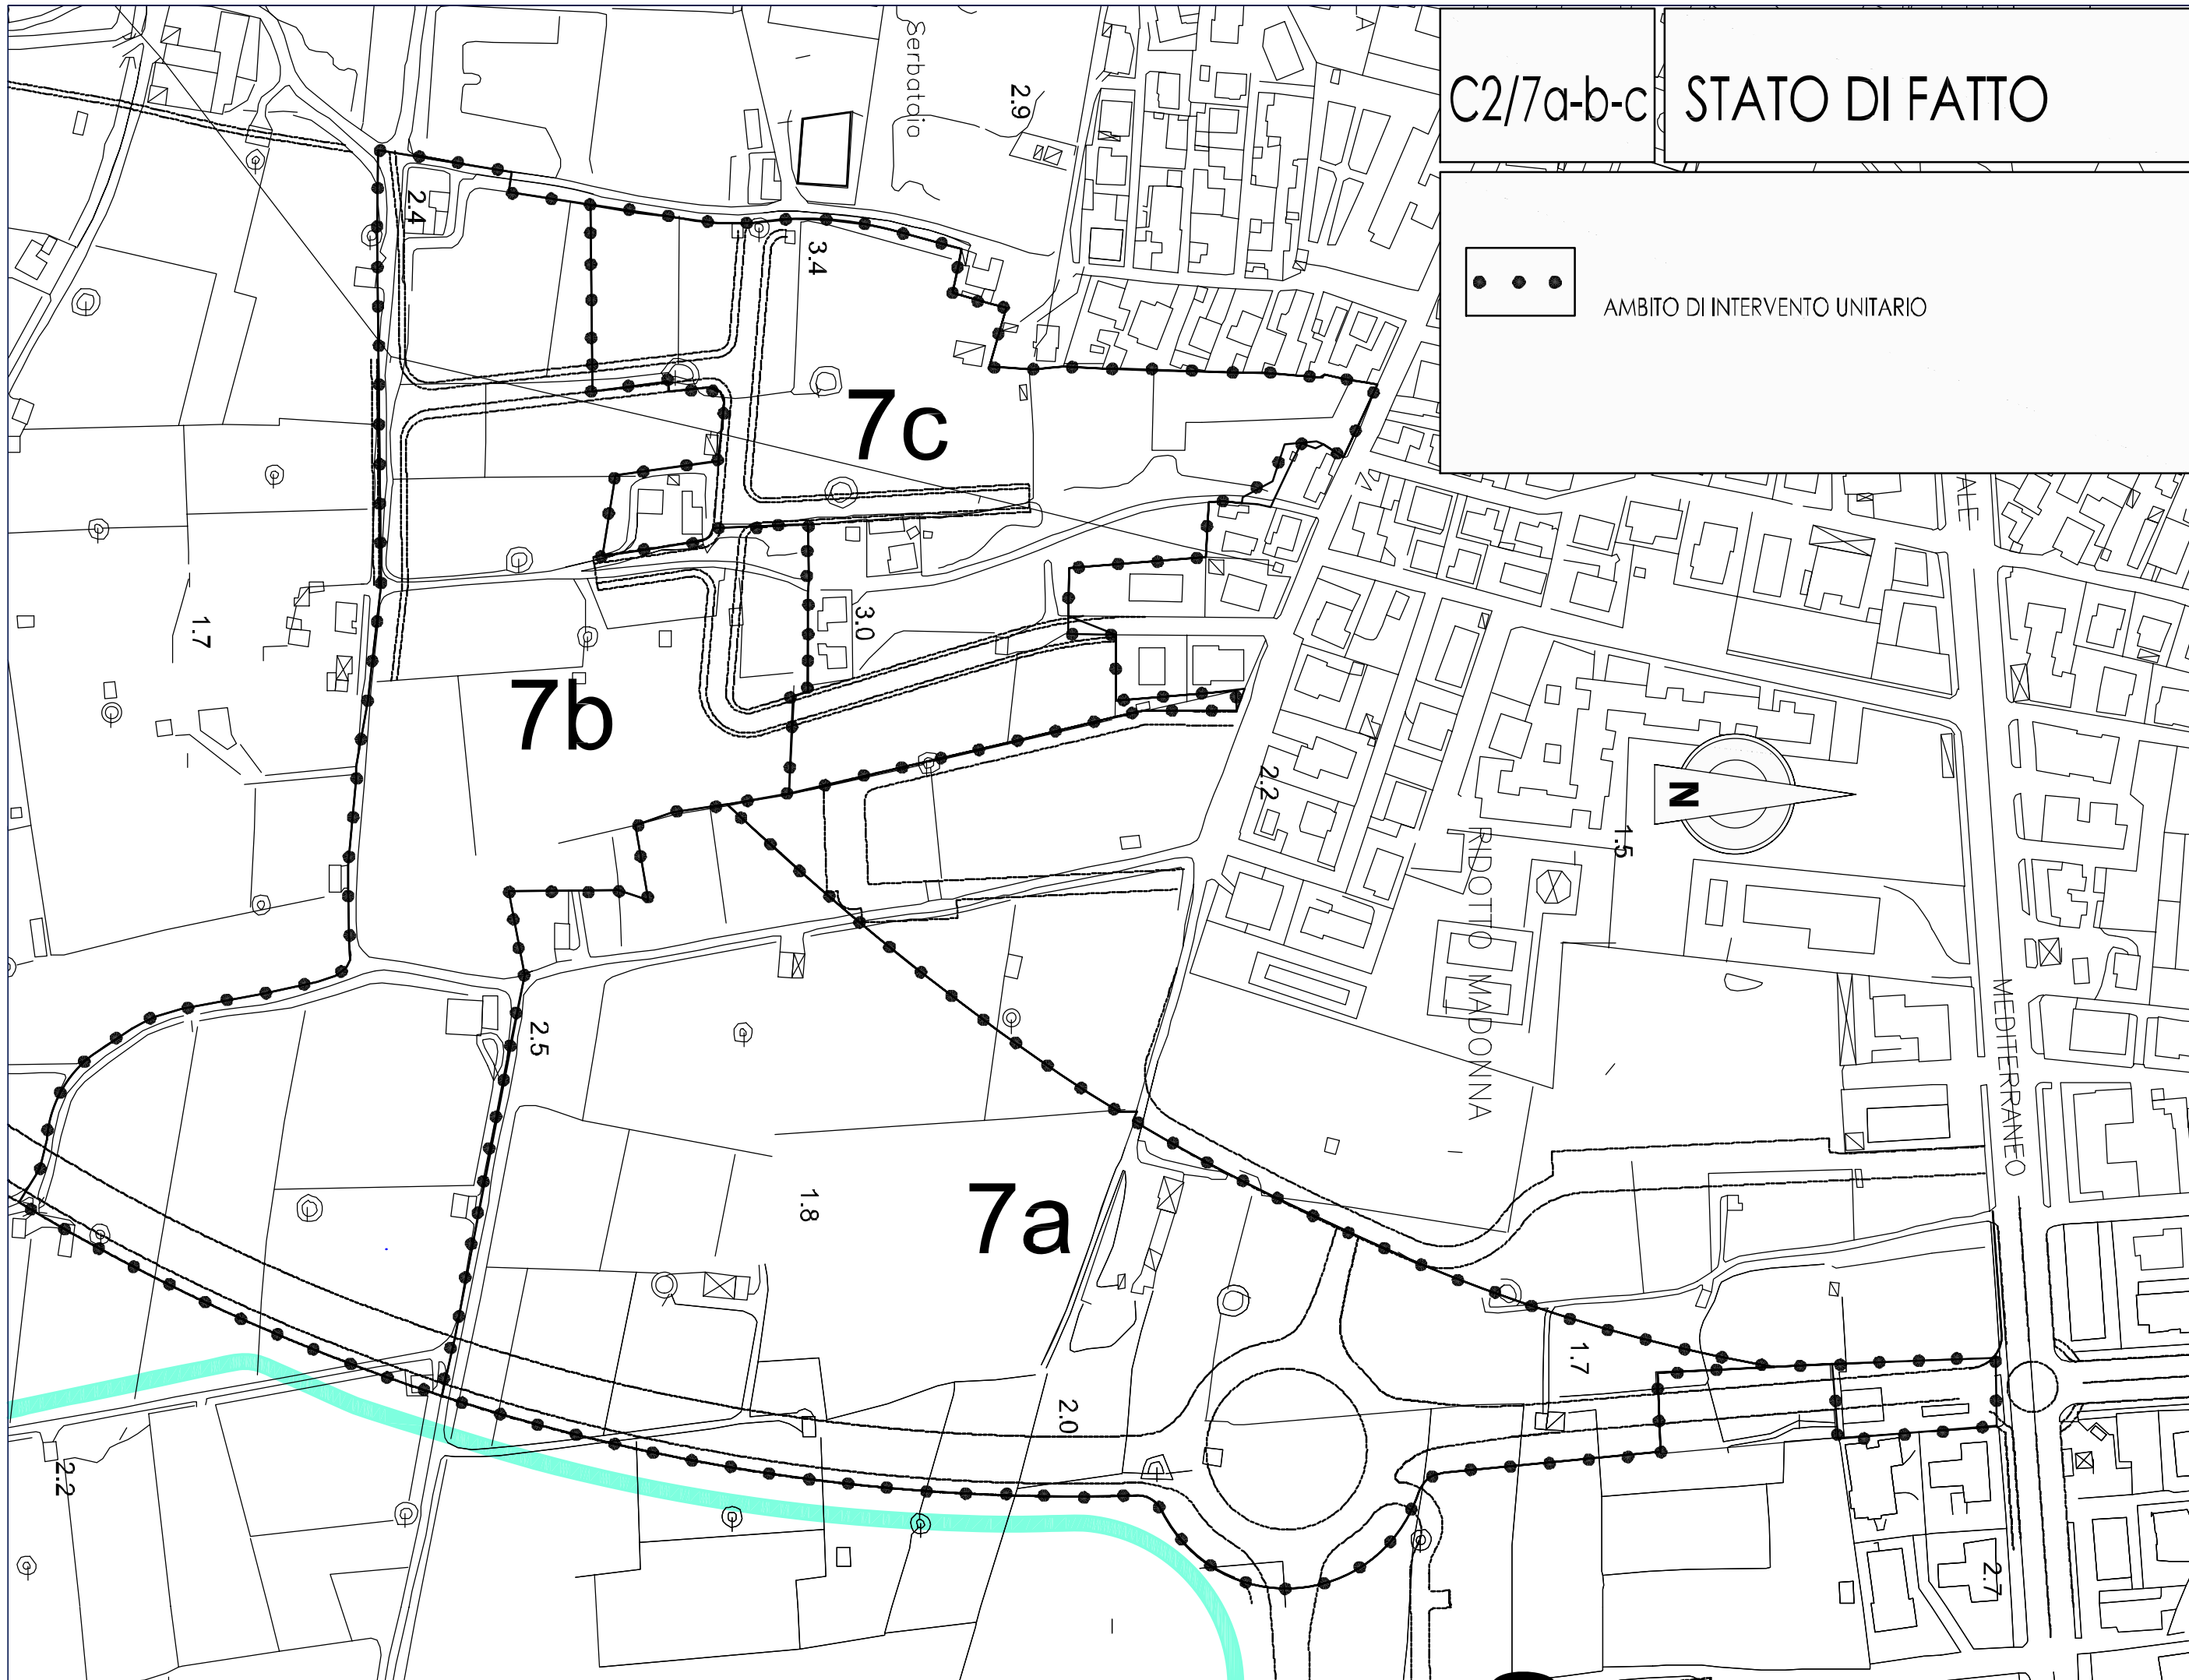 C2/7a-b-c
STATO DI FATTO
AMBITO DI INTERVENTO UNITARIO
Serbatoia
2.9
2.4
3.4
7c
ALE
3.0
1.7
7b
2.2
N
1.5
RIDOTTO MADONNA
MEDITERRANEO
2.5
1.8
7a
1.7
2.0
2.2
2.7